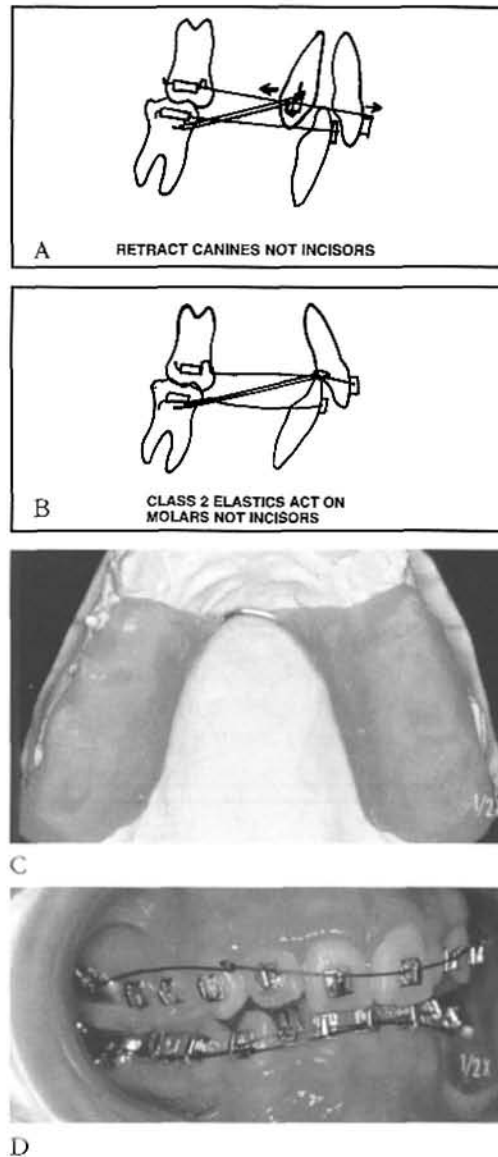 A
RETRACT CANINES NOT INCISORS
B
CLASS 2 ELASTICS ACT ON
MOLARS NOT INCISORS
1/2X
C
1/2X
D